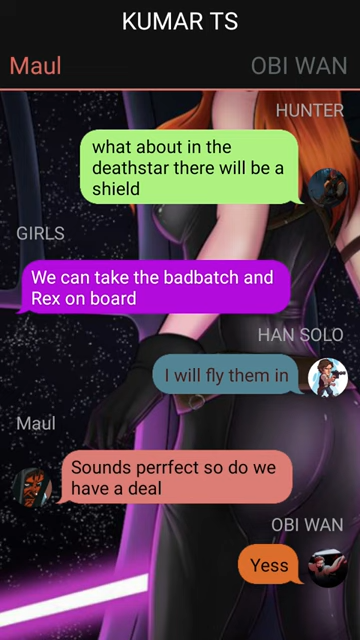 KUMAR TS
Maul
OBI WAN
HUNTER
what about in the
deathstar there will be a
shield
GIRLS
We can take the badbatch and
Rex on board
HAN SOLO
I will fly them in
Maul
Sounds perrfect so do we
have a deal
OBI WAN
Yess